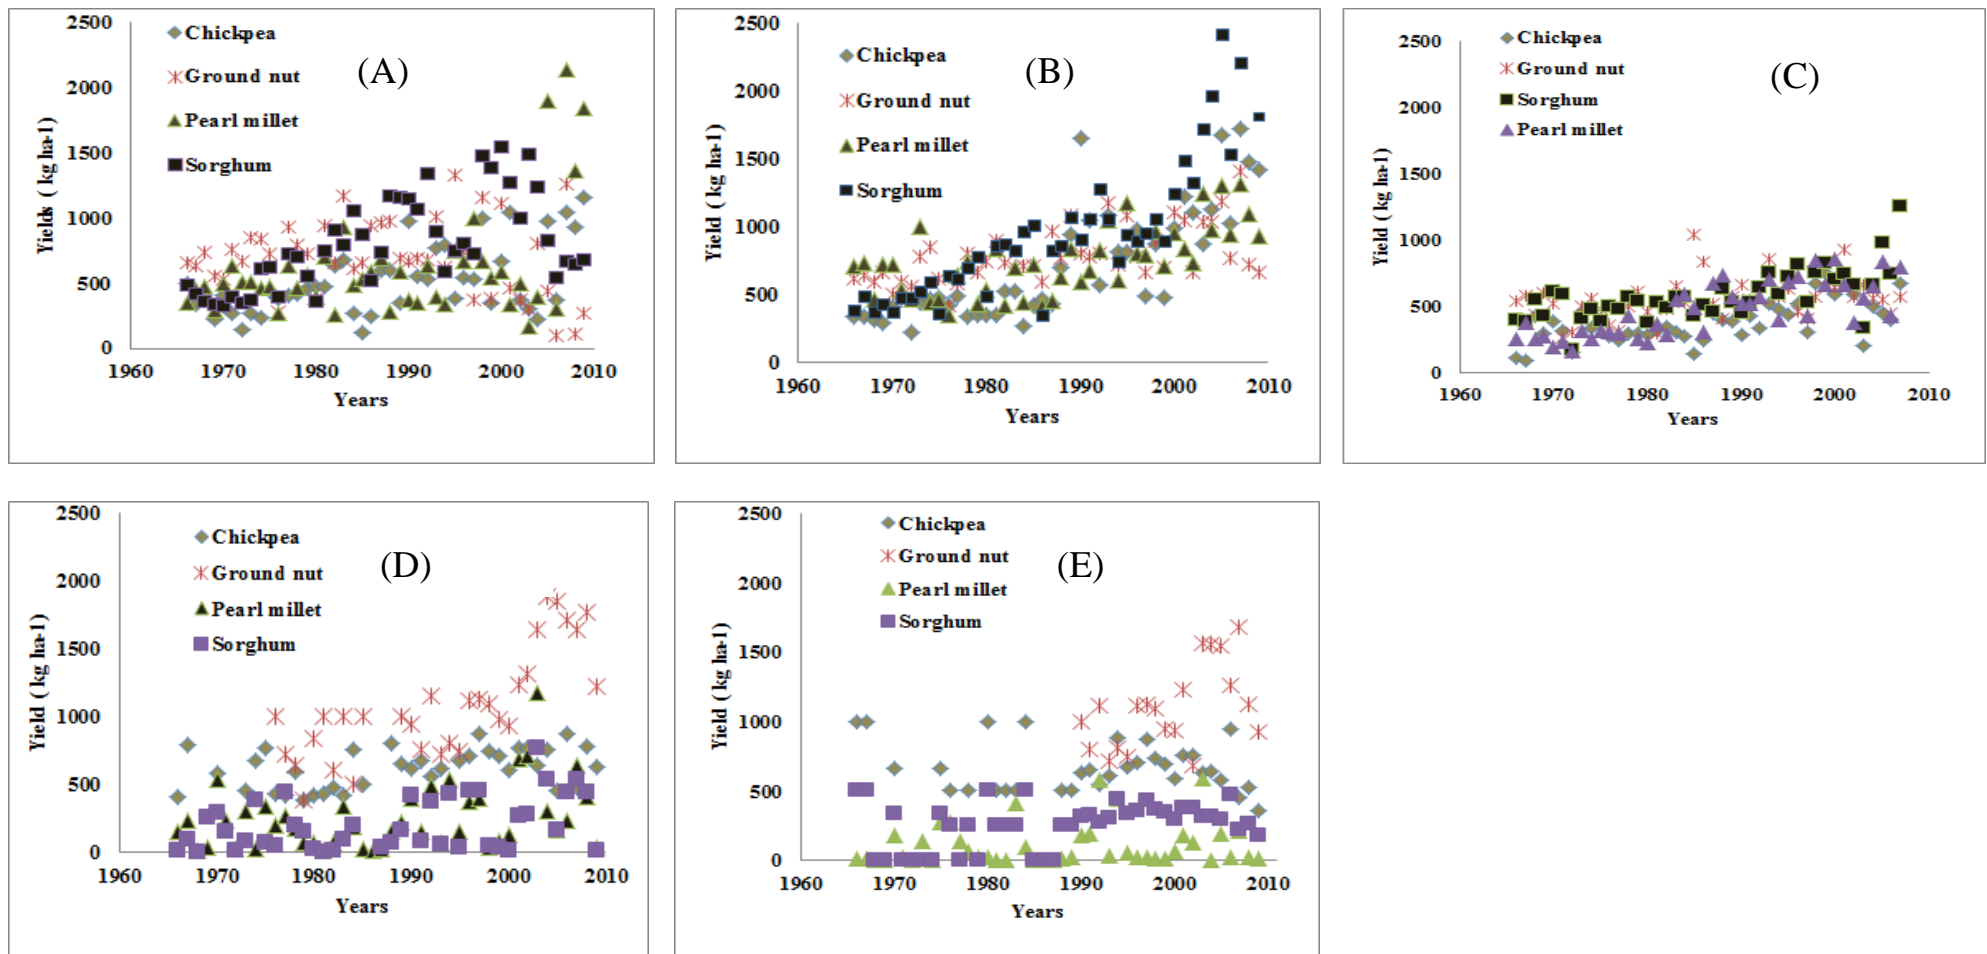 2500
2000
1500
1000
500
0
1960
1970
1980
1990
2000
2010
Yields ( kg ha-1)
Years
Chickpea
Ground nut
Pearl millet
Sorghum
(A)
2500
2000
1500
1000
500
0
1960
1970
1980
1990
2000
2010
Yield ( kg ha-1)
Years
Chickpea
Ground nut
Pearl millet
Sorghum
(B)
2500
2000
1500
1000
500
0
1960
1970
1980
1990
2000
2010
Yield ( kg ha-1)
Years
Chickpea
Ground nut
Sorghum
Pearl millet
(C)
2500
2000
1500
1000
500
0
1960
1970
1980
1990
2000
2010
Yield ( kg ha-1)
Years
Chickpea
Ground nut
Pearl millet
Sorghum
(D)
2500
2000
1500
1000
500
0
1960
1970
1980
1990
2000
2010
Yield ( kg ha-1)
Years
Chickpea
Ground nut
Pearl millet
Sorghum
(E)